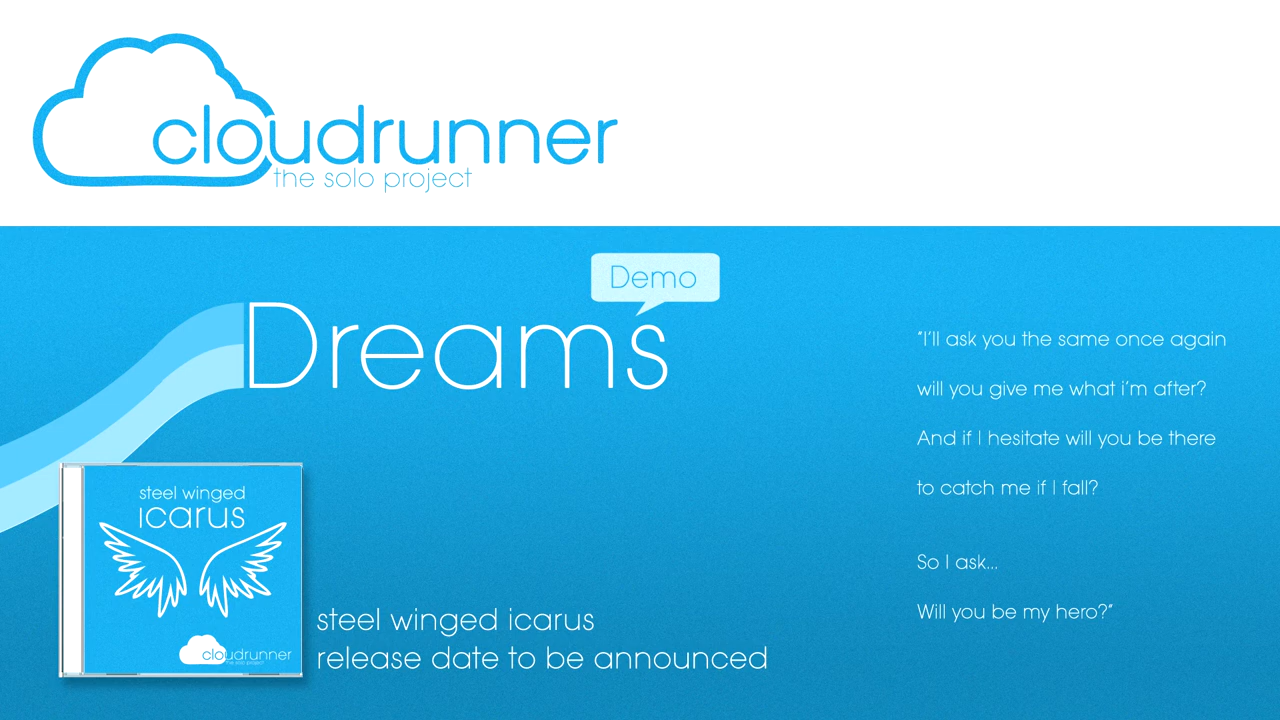 cloudrunner
the solo project
Demo
Dreams
"I'll ask you the same once again
will you give me what i'm after?
And if I hesitate will you be there
to catch me if I fall?
So I ask...
Will you be my hero?"
steel winged
icarus
cloudrunner
the solo project
steel winged icarus
release date to be announced